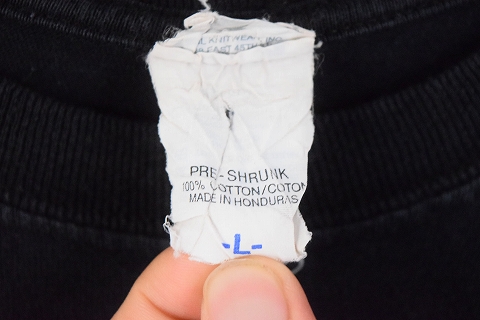 PRE-SHRUNK
100% COTTON/COTON
MADE IN HONDURAS
-L-